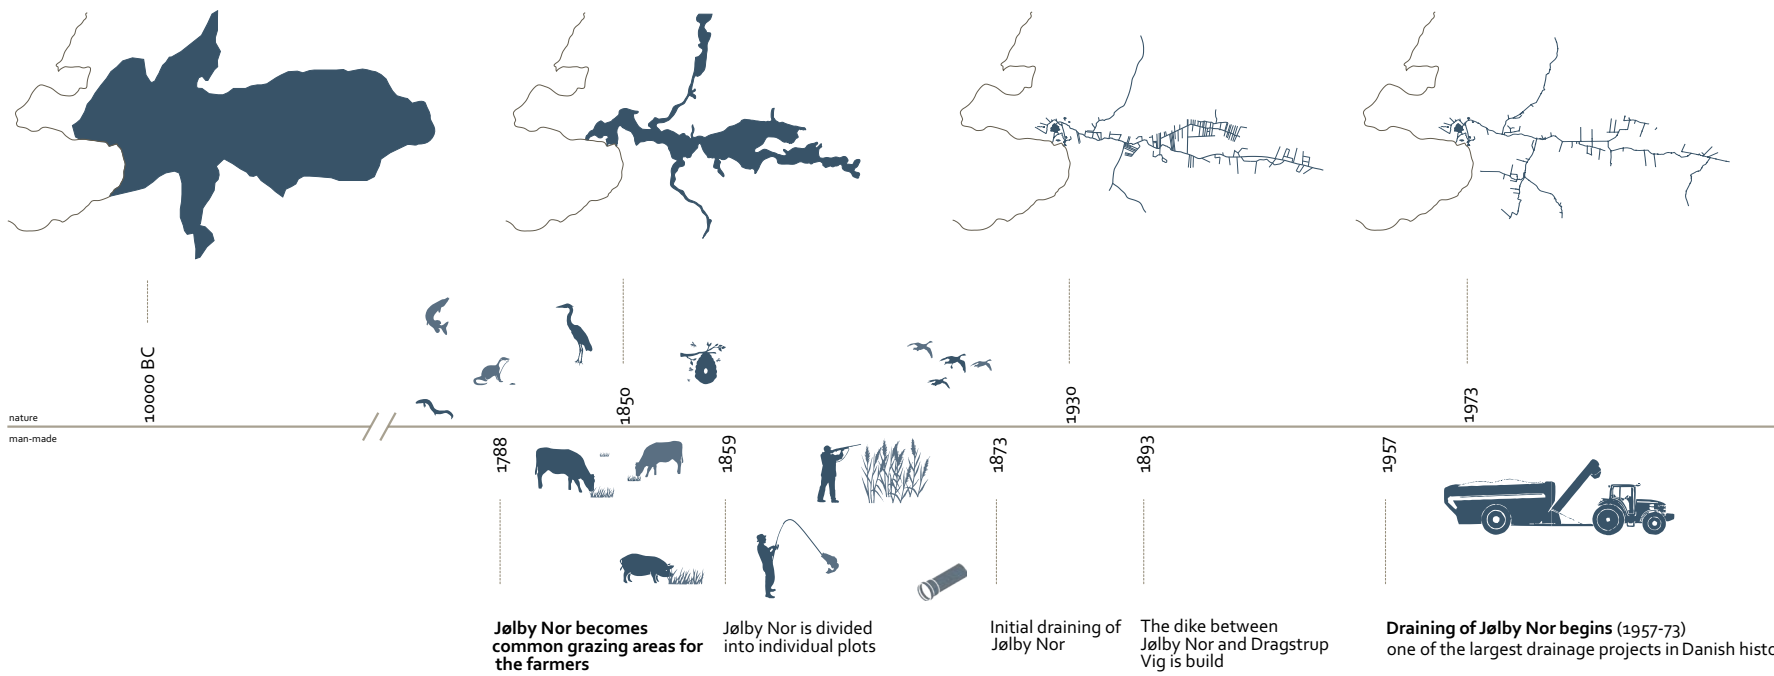 10000 BC
1850
1930
1973
nature
man-made
1788
1859
1873
1893
1957
Jølby Nor becomes
common grazing areas for
the farmers
Jølby Nor is divided
into individual plots
Initial draining of
Jølby Nor
The dike between
Jølby Nor and Dragstrup
Vig is build
Draining of Jølby Nor begins (1957-73)
one of the largest drainage projects in Danish histo